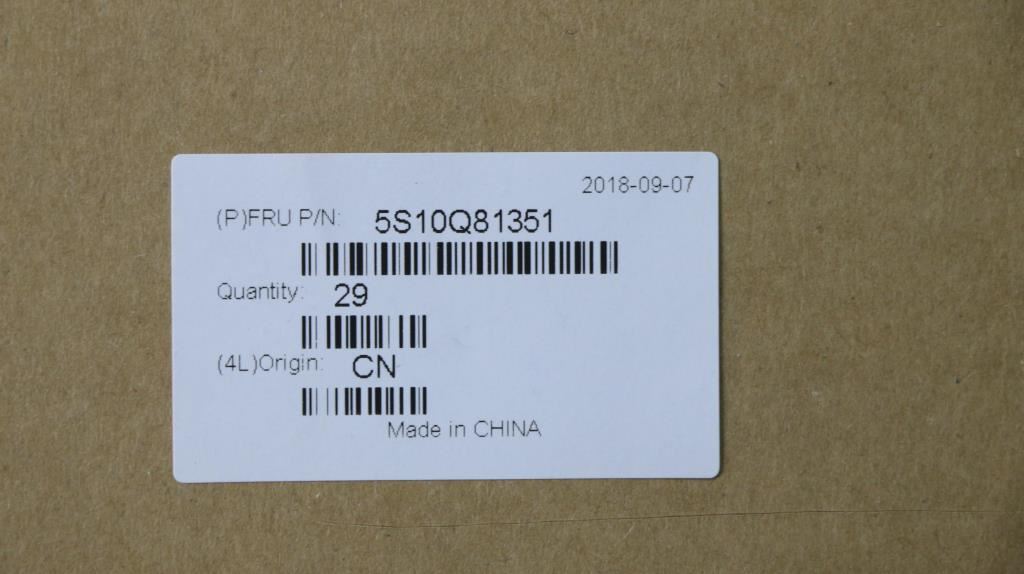 2018-09-07
(P)FRU P/N: 5S10Q81351
Quantity: 29
(4L)Origin: CN
Made in CHINA